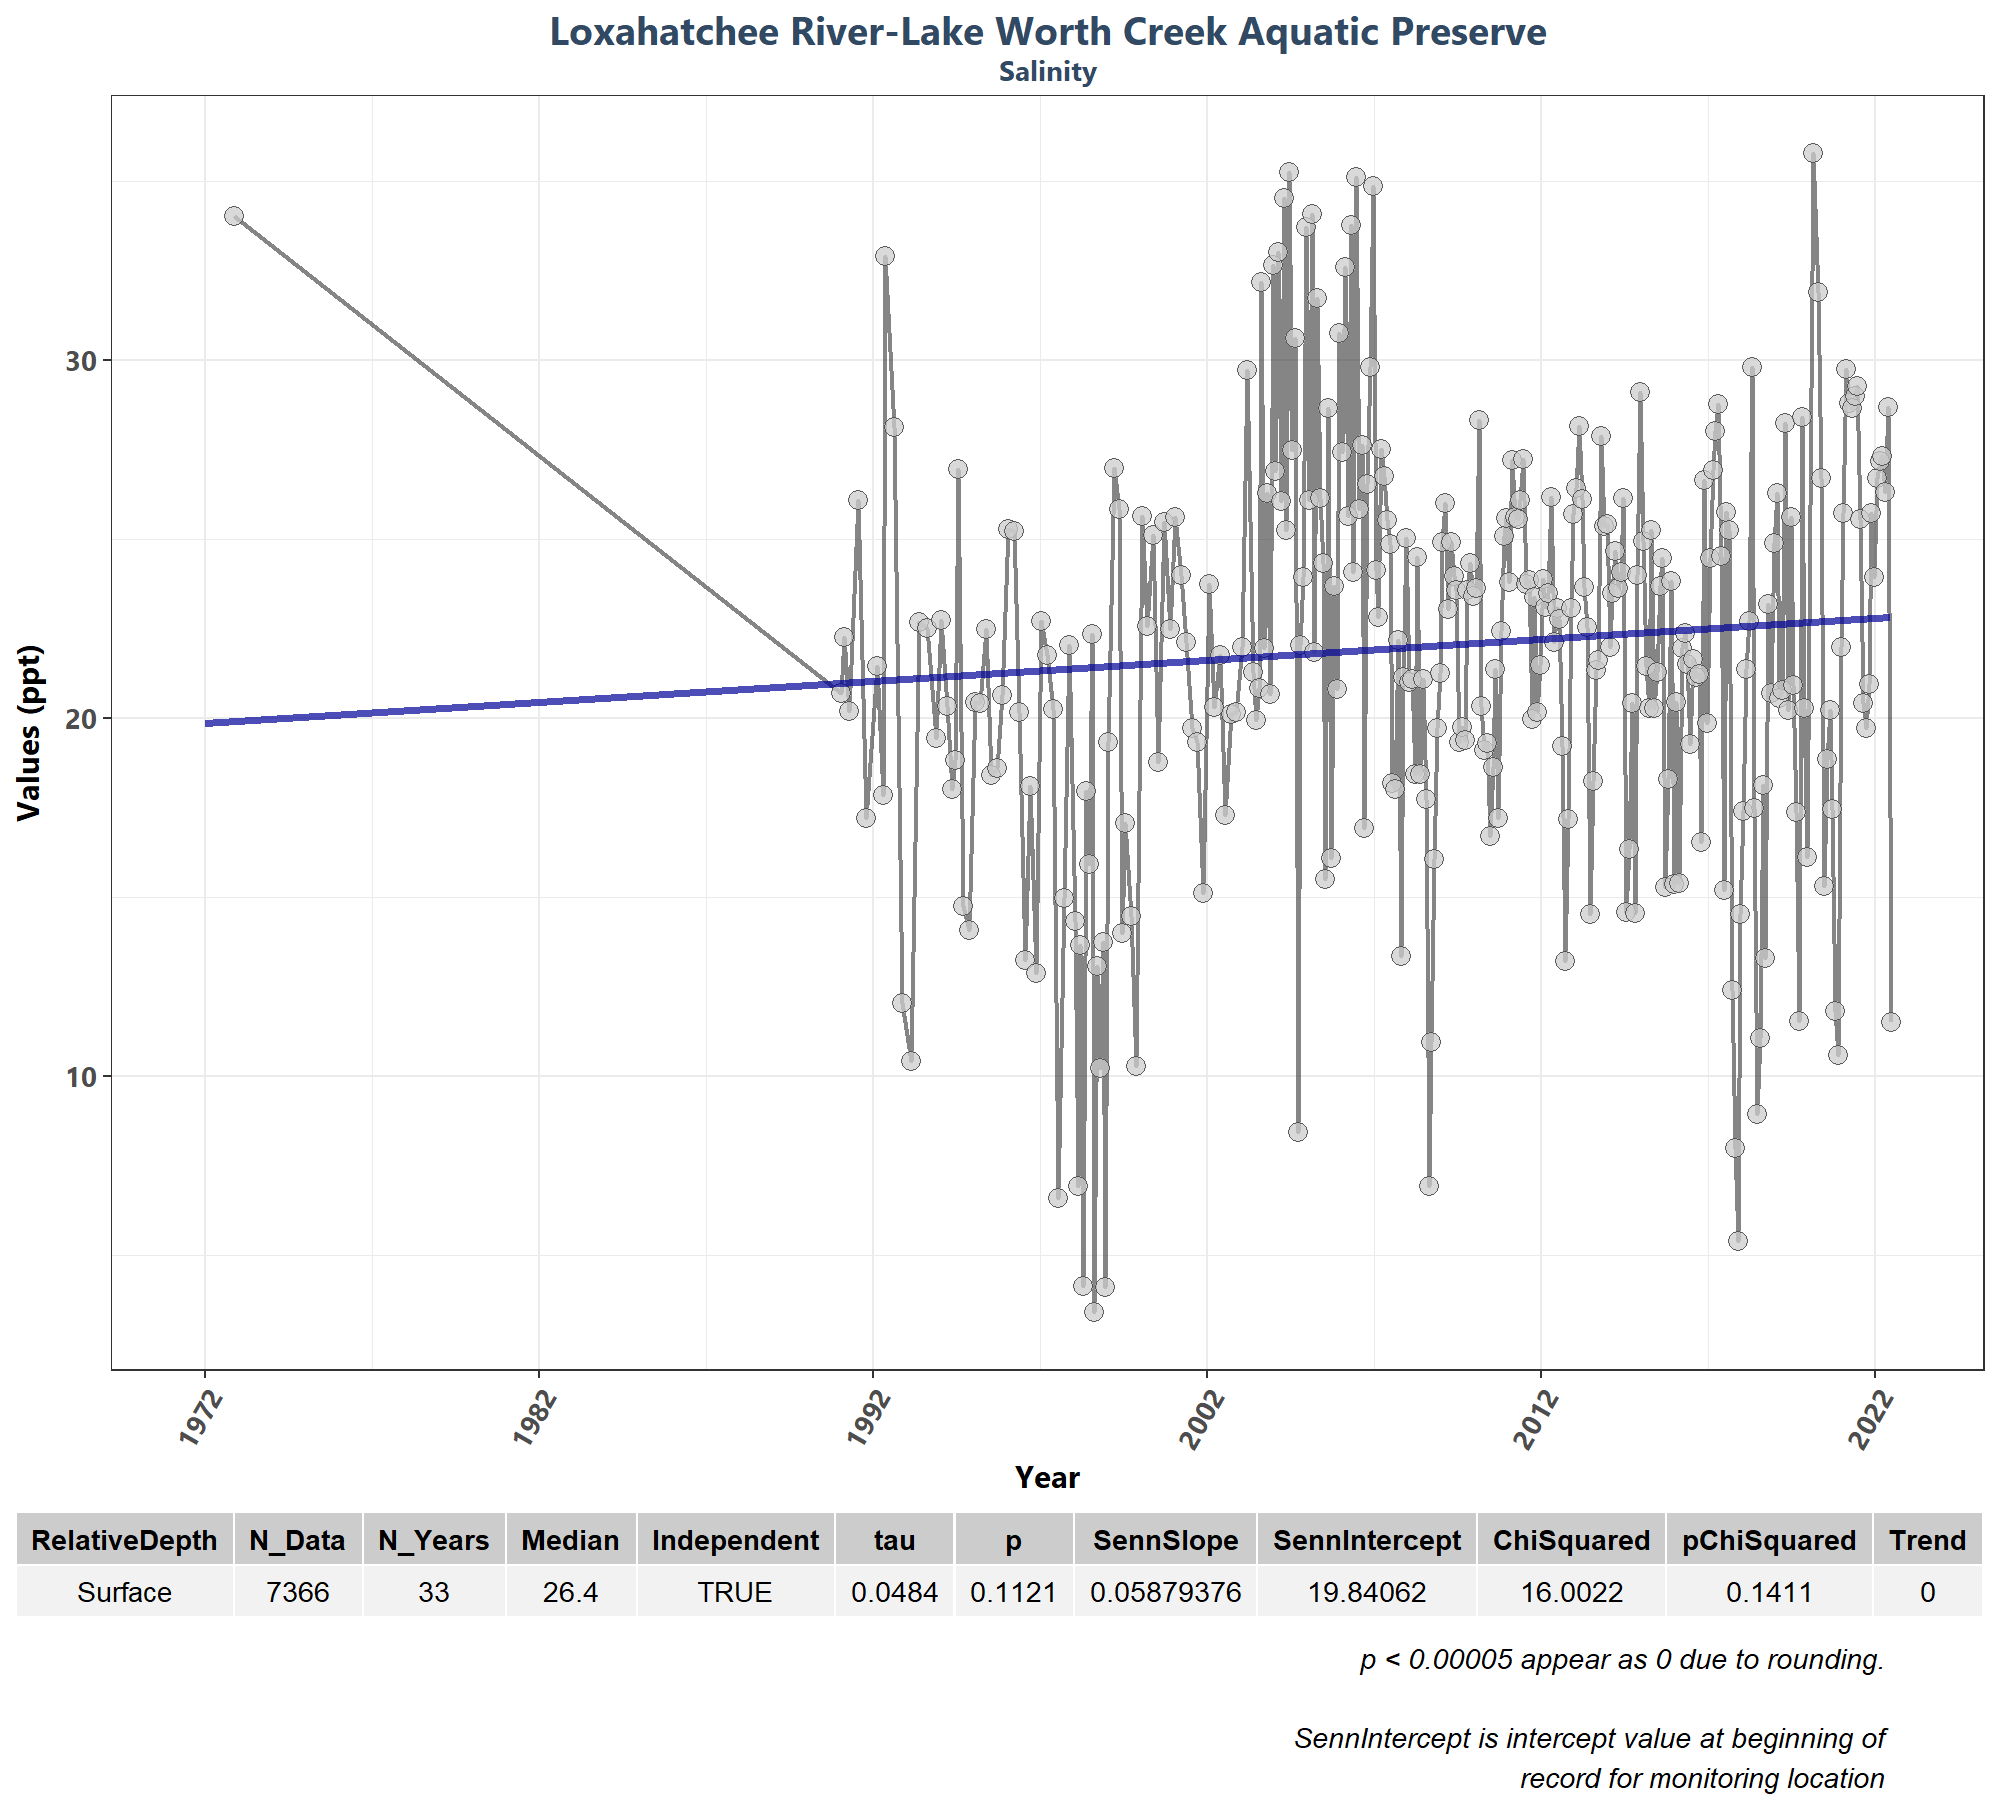 Loxahatchee River-Lake Worth Creek Aquatic Preserve
Salinity
Values (ppt)
30
20
10
1972 1982 1992 2002 2012 2022
Year
RelativeDepth N_Data N_Years Median Independent tau p SennSlope SennIntercept ChiSquared pChiSquared Trend
Surface 7366 33 26.4 TRUE 0.0484 0.1121 0.05879376 19.84062 16.0022 0.1411 0
p < 0.00005 appear as 0 due to rounding.
SennIntercept is intercept value at beginning of
record for monitoring location